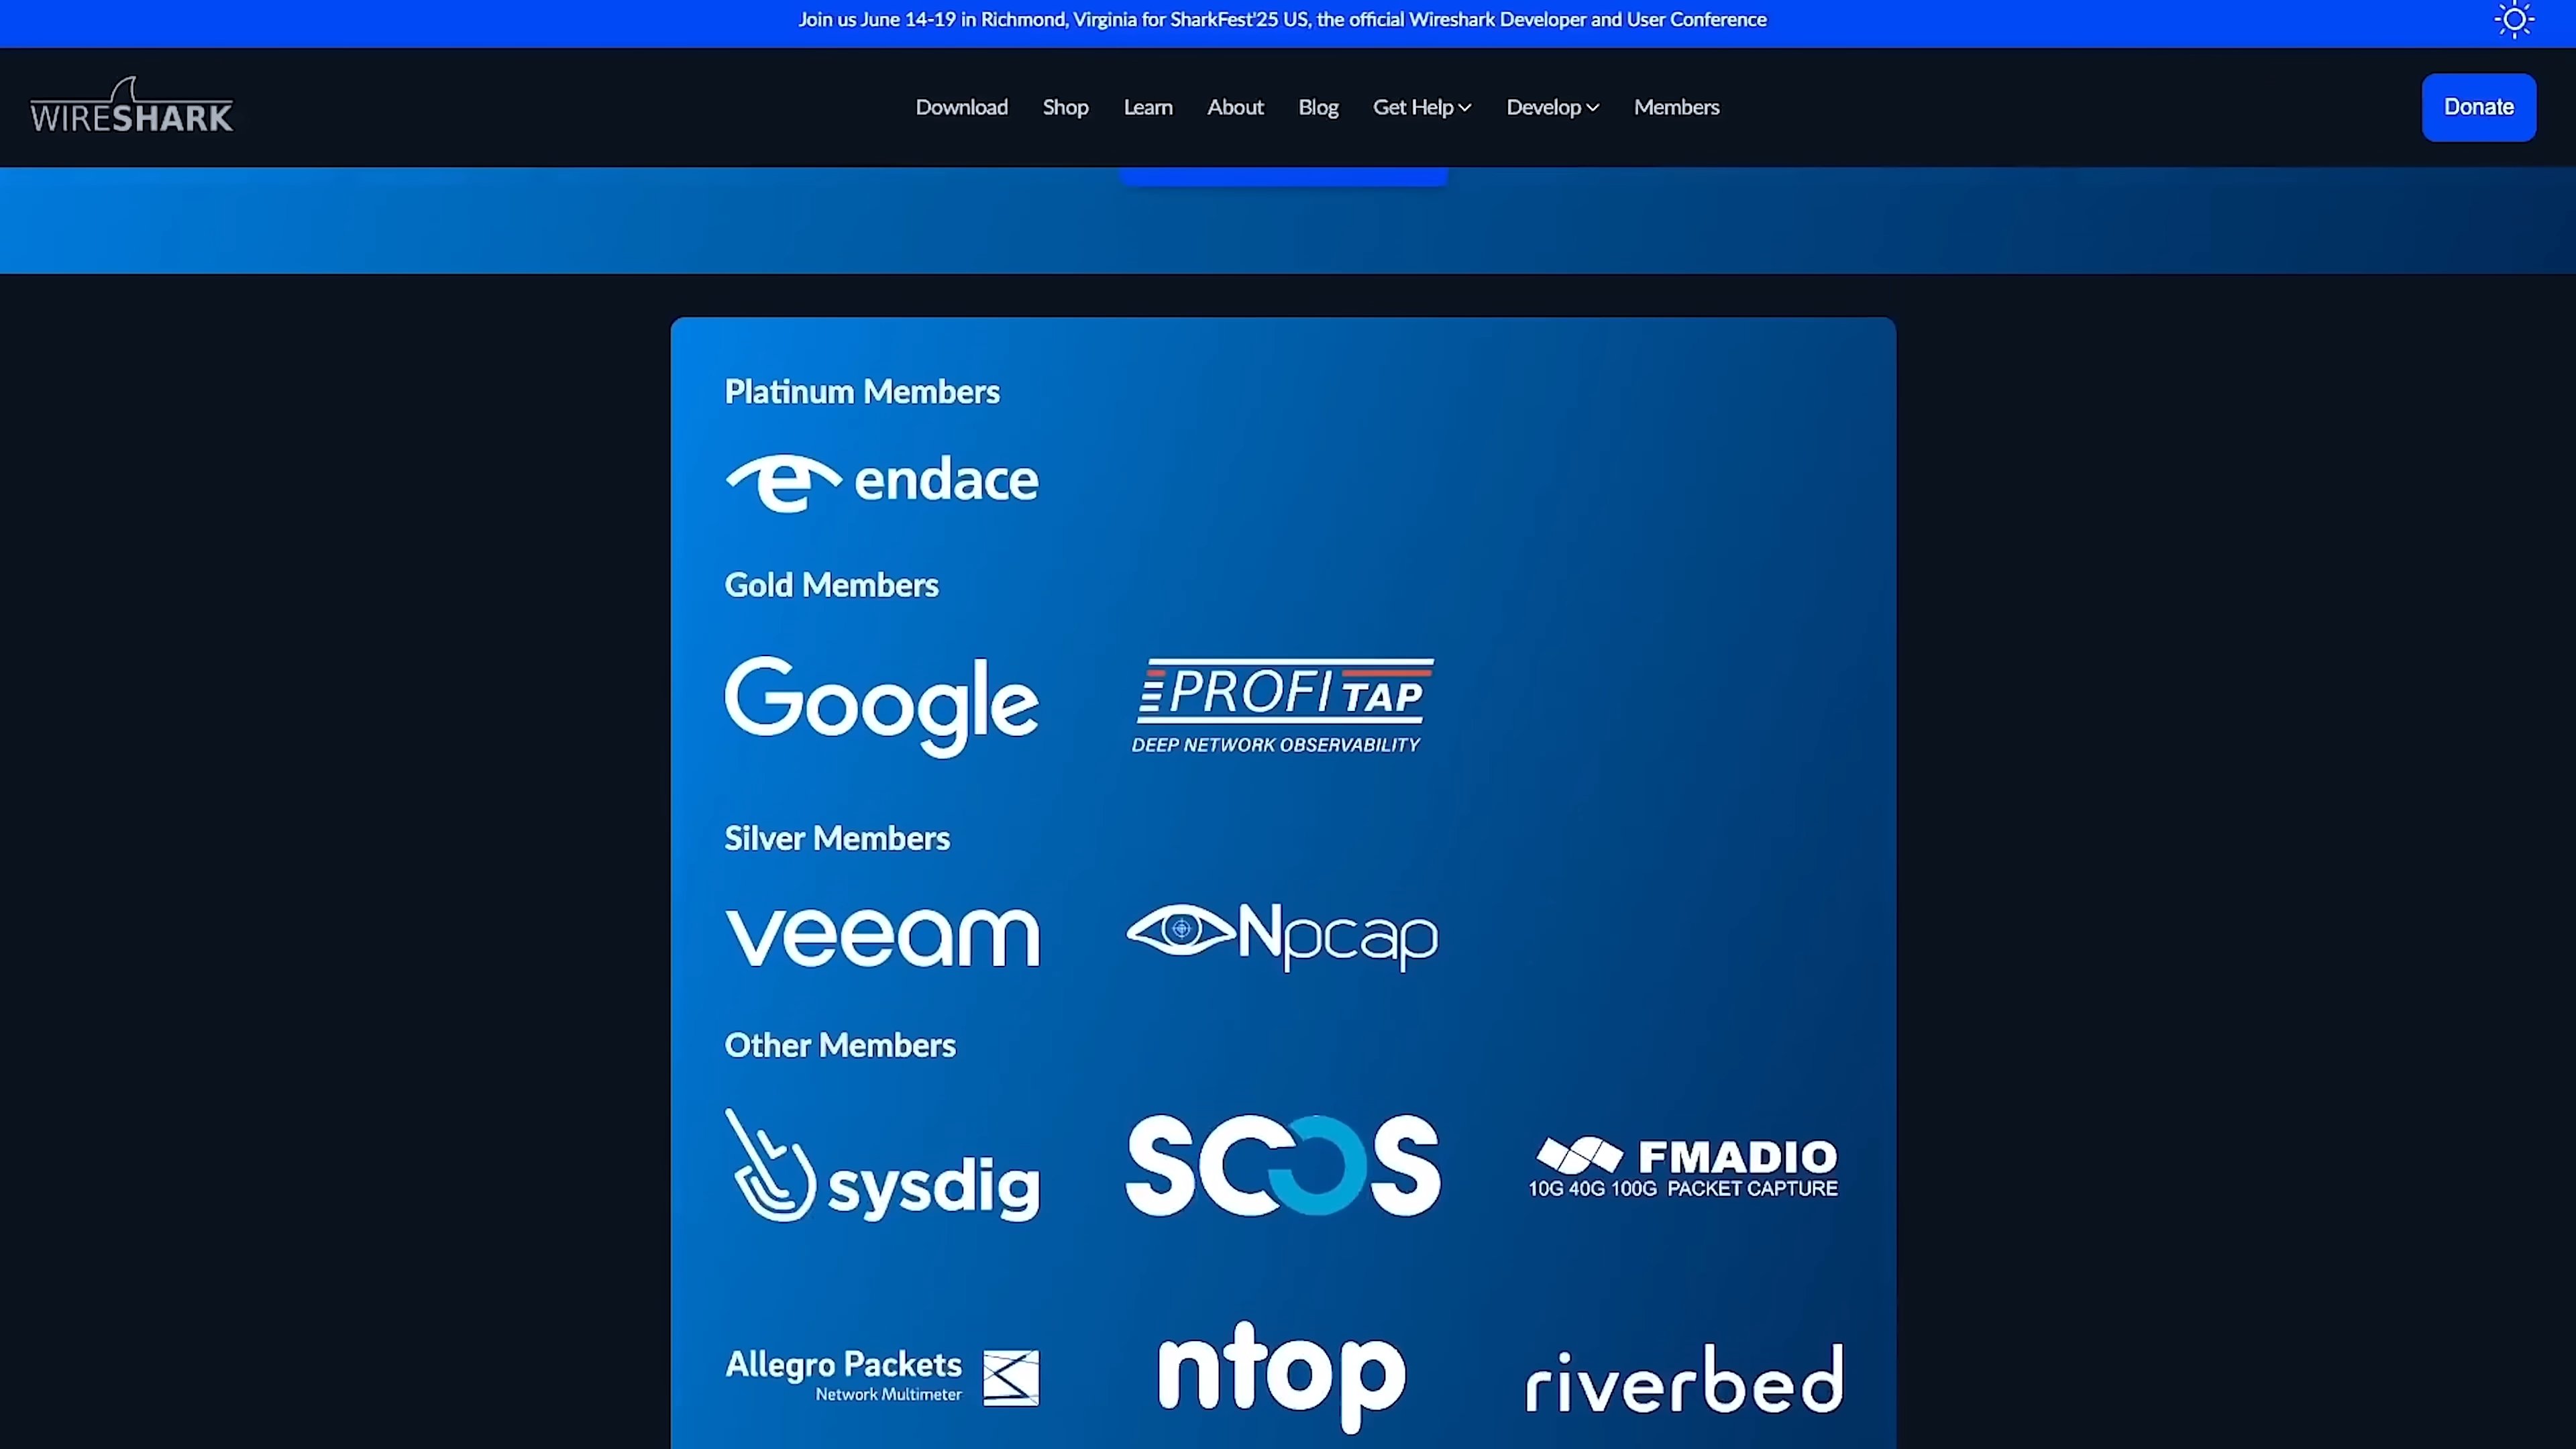 Join us June 14-19 in Richmond, Virginia for SharkFest'25 US, the official Wireshark Developer and User Conference
WIRESHARK
Download Shop Learn About Blog Get Help Develop Members
Donate
Platinum Members
endace
Gold Members
Google
PROFITAP
DEEP NETWORK OBSERVABILITY
Silver Members
veeam
Npcap
Other Members
sysdig
SCOS
FMADIO
10G 40G 100G PACKET CAPTURE
Allegro Packets
Network Multimeter
ntop
riverbed